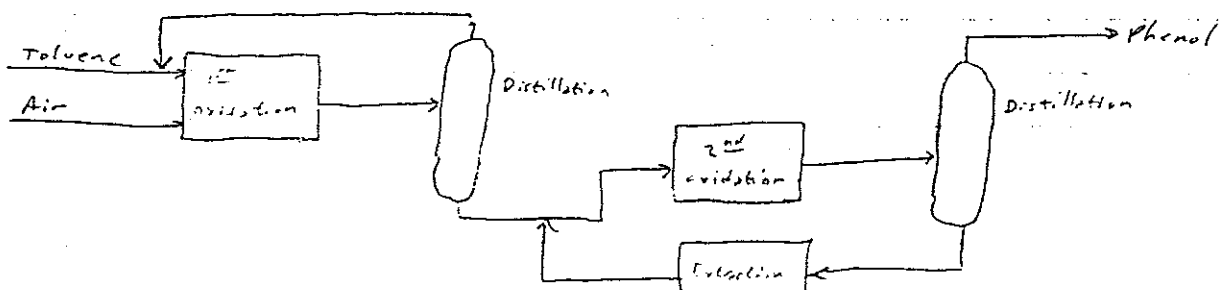 Toluene
Air
1st
oxidation
Distillation
2nd
oxidation
Phenol
Distillation
Extraction